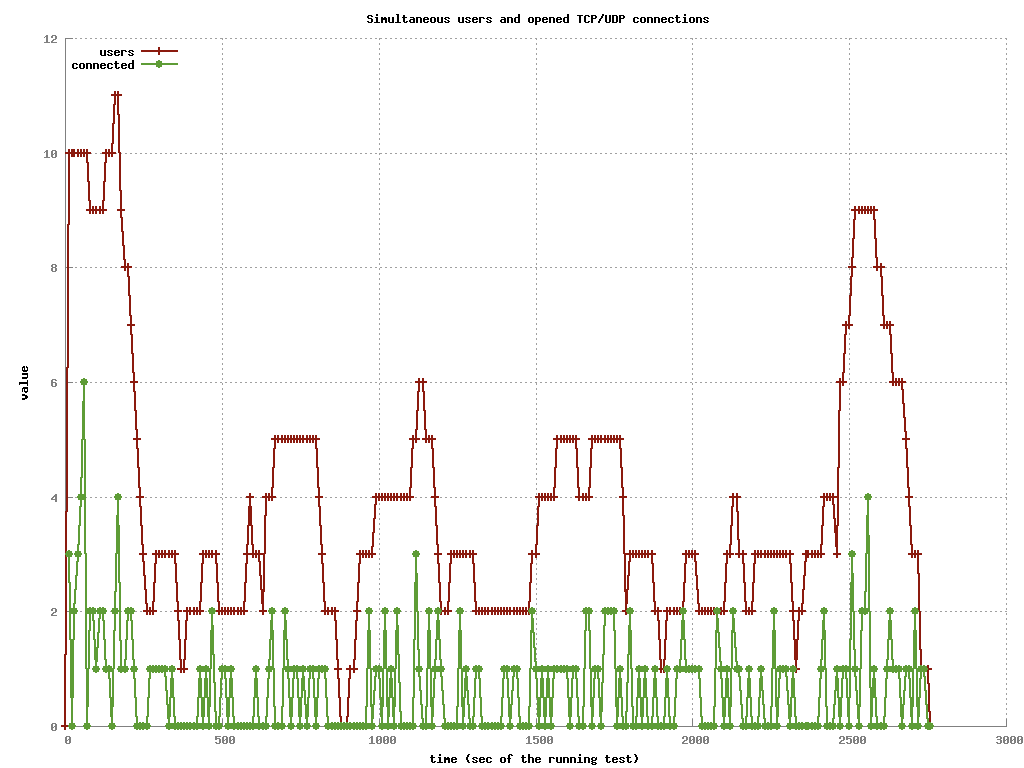 Simultaneous users and opened TCP/UDP connections
12
users
connected
10
8
6
value
4
2
0
0 500 1000 1500 2000 2500 3000
time (sec of the running test)